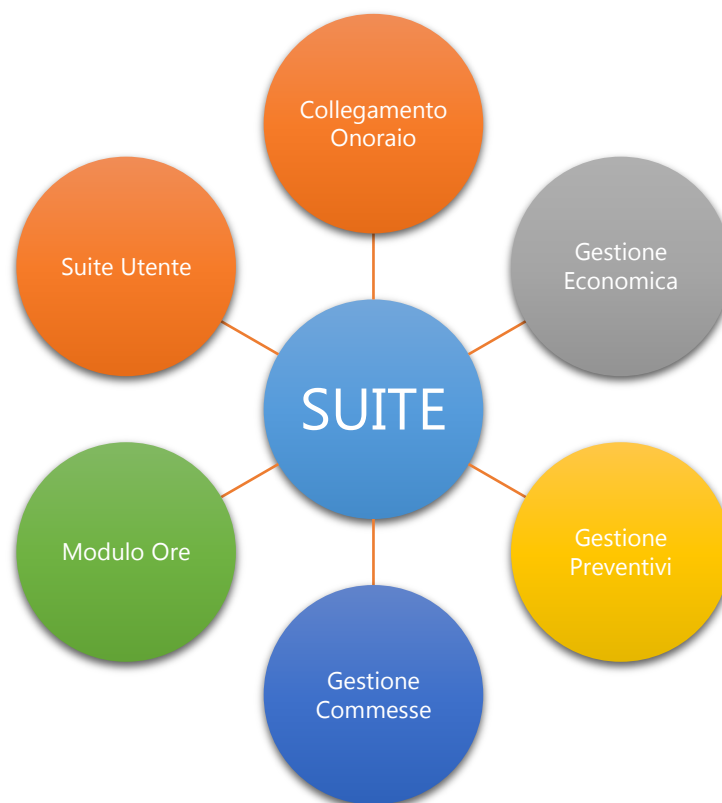 Collegamento
Onoraio
Suite Utente
Gestione
Economica
SUITE
Modulo Ore
Gestione
Preventivi
Gestione
Commesse